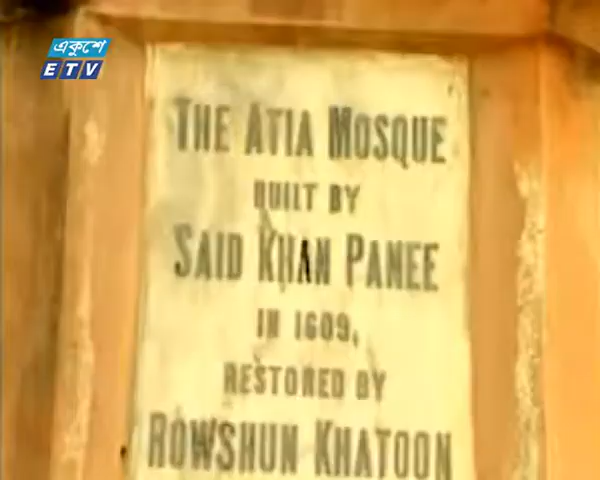 একুশে
ETV
THE ATIA MOSQUE
BUILT BY
SAID KHAN PANEE
IN 1609,
RESTORED BY
ROWSHUN KHATOON